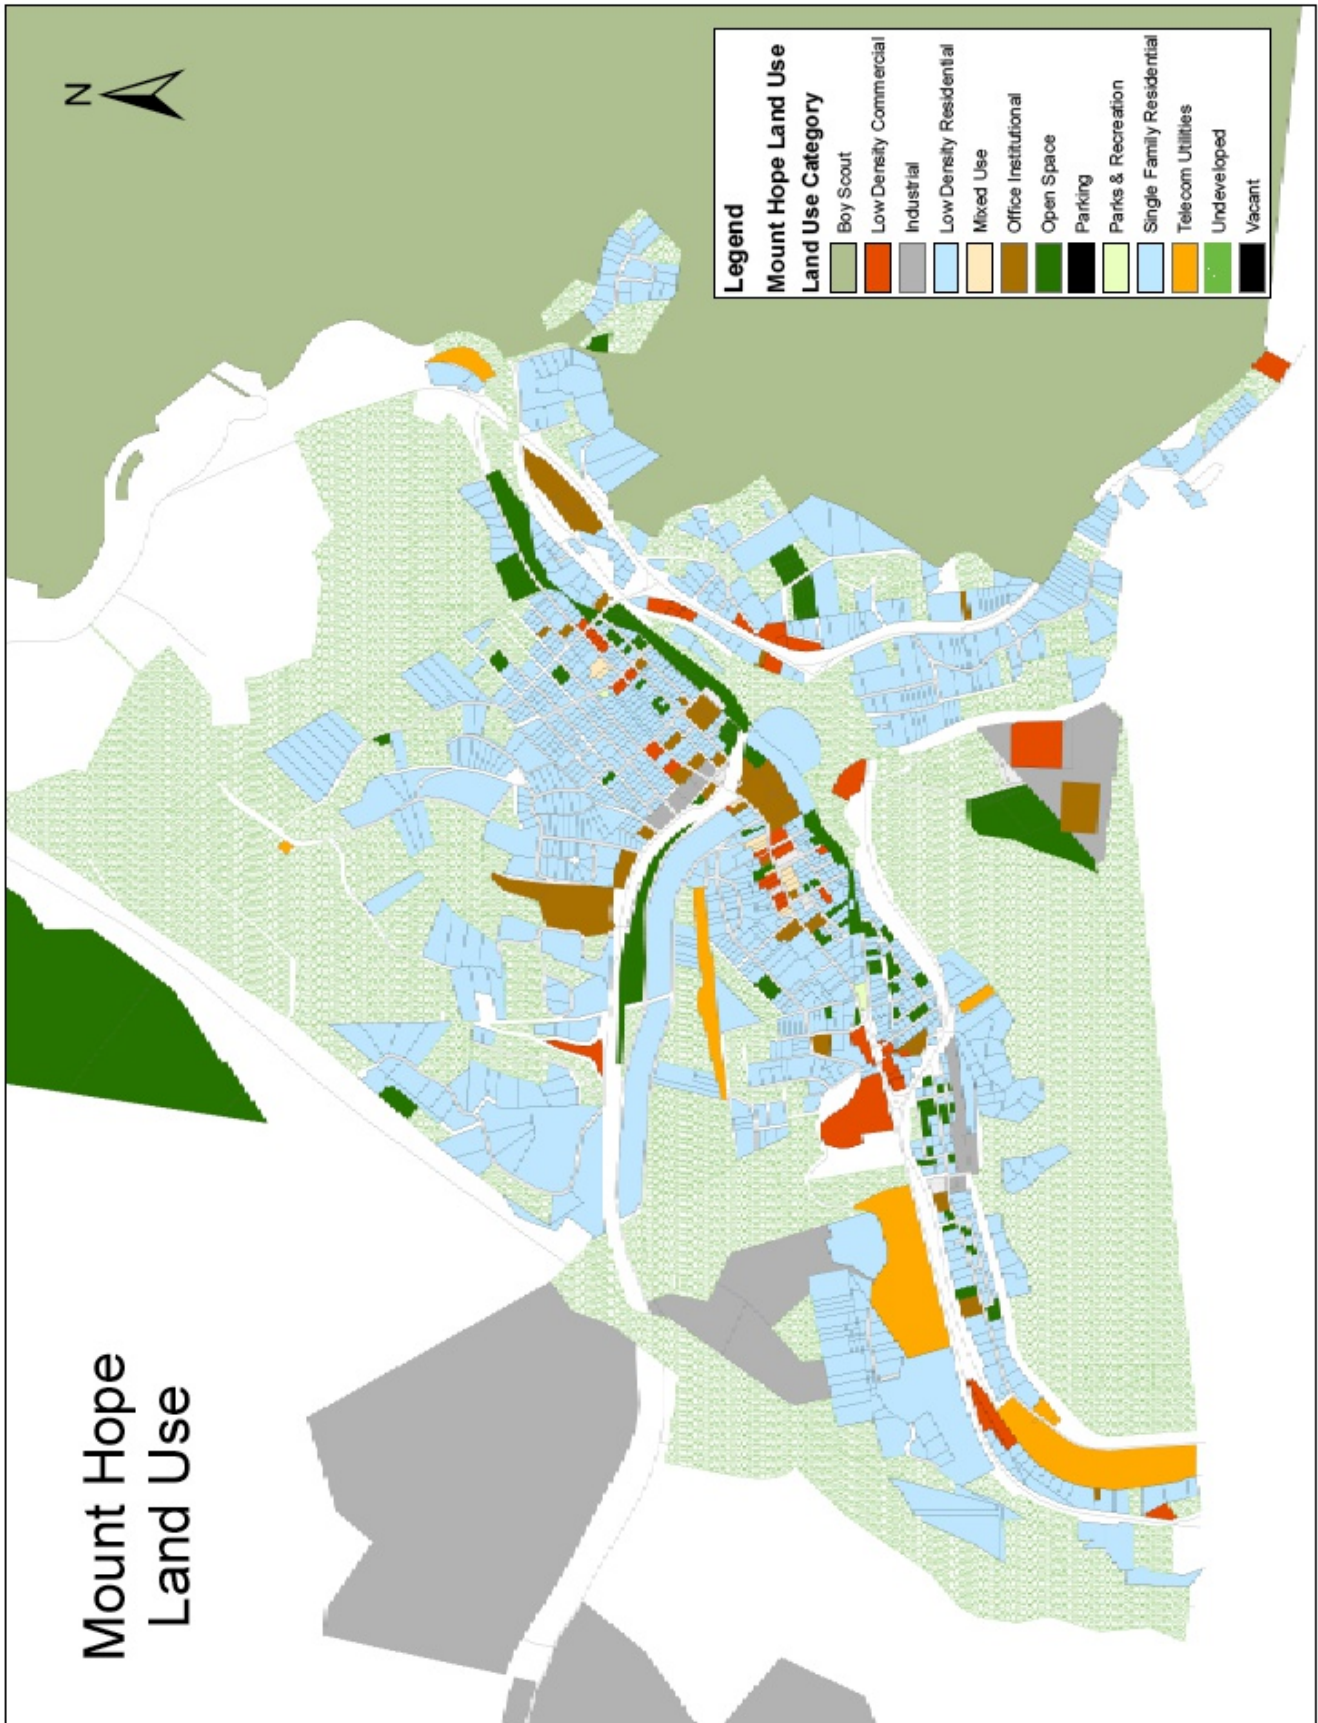 Mount Hope
Land Use
N
Legend
Mount Hope Land Use
Land Use Category
Boy Scout
Low Density Commercial
Industrial
Low Density Residential
Mixed Use
Office Institutional
Open Space
Parking
Parks & Recreation
Single Family Residential
Telecom Utilities
Undeveloped
Vacant